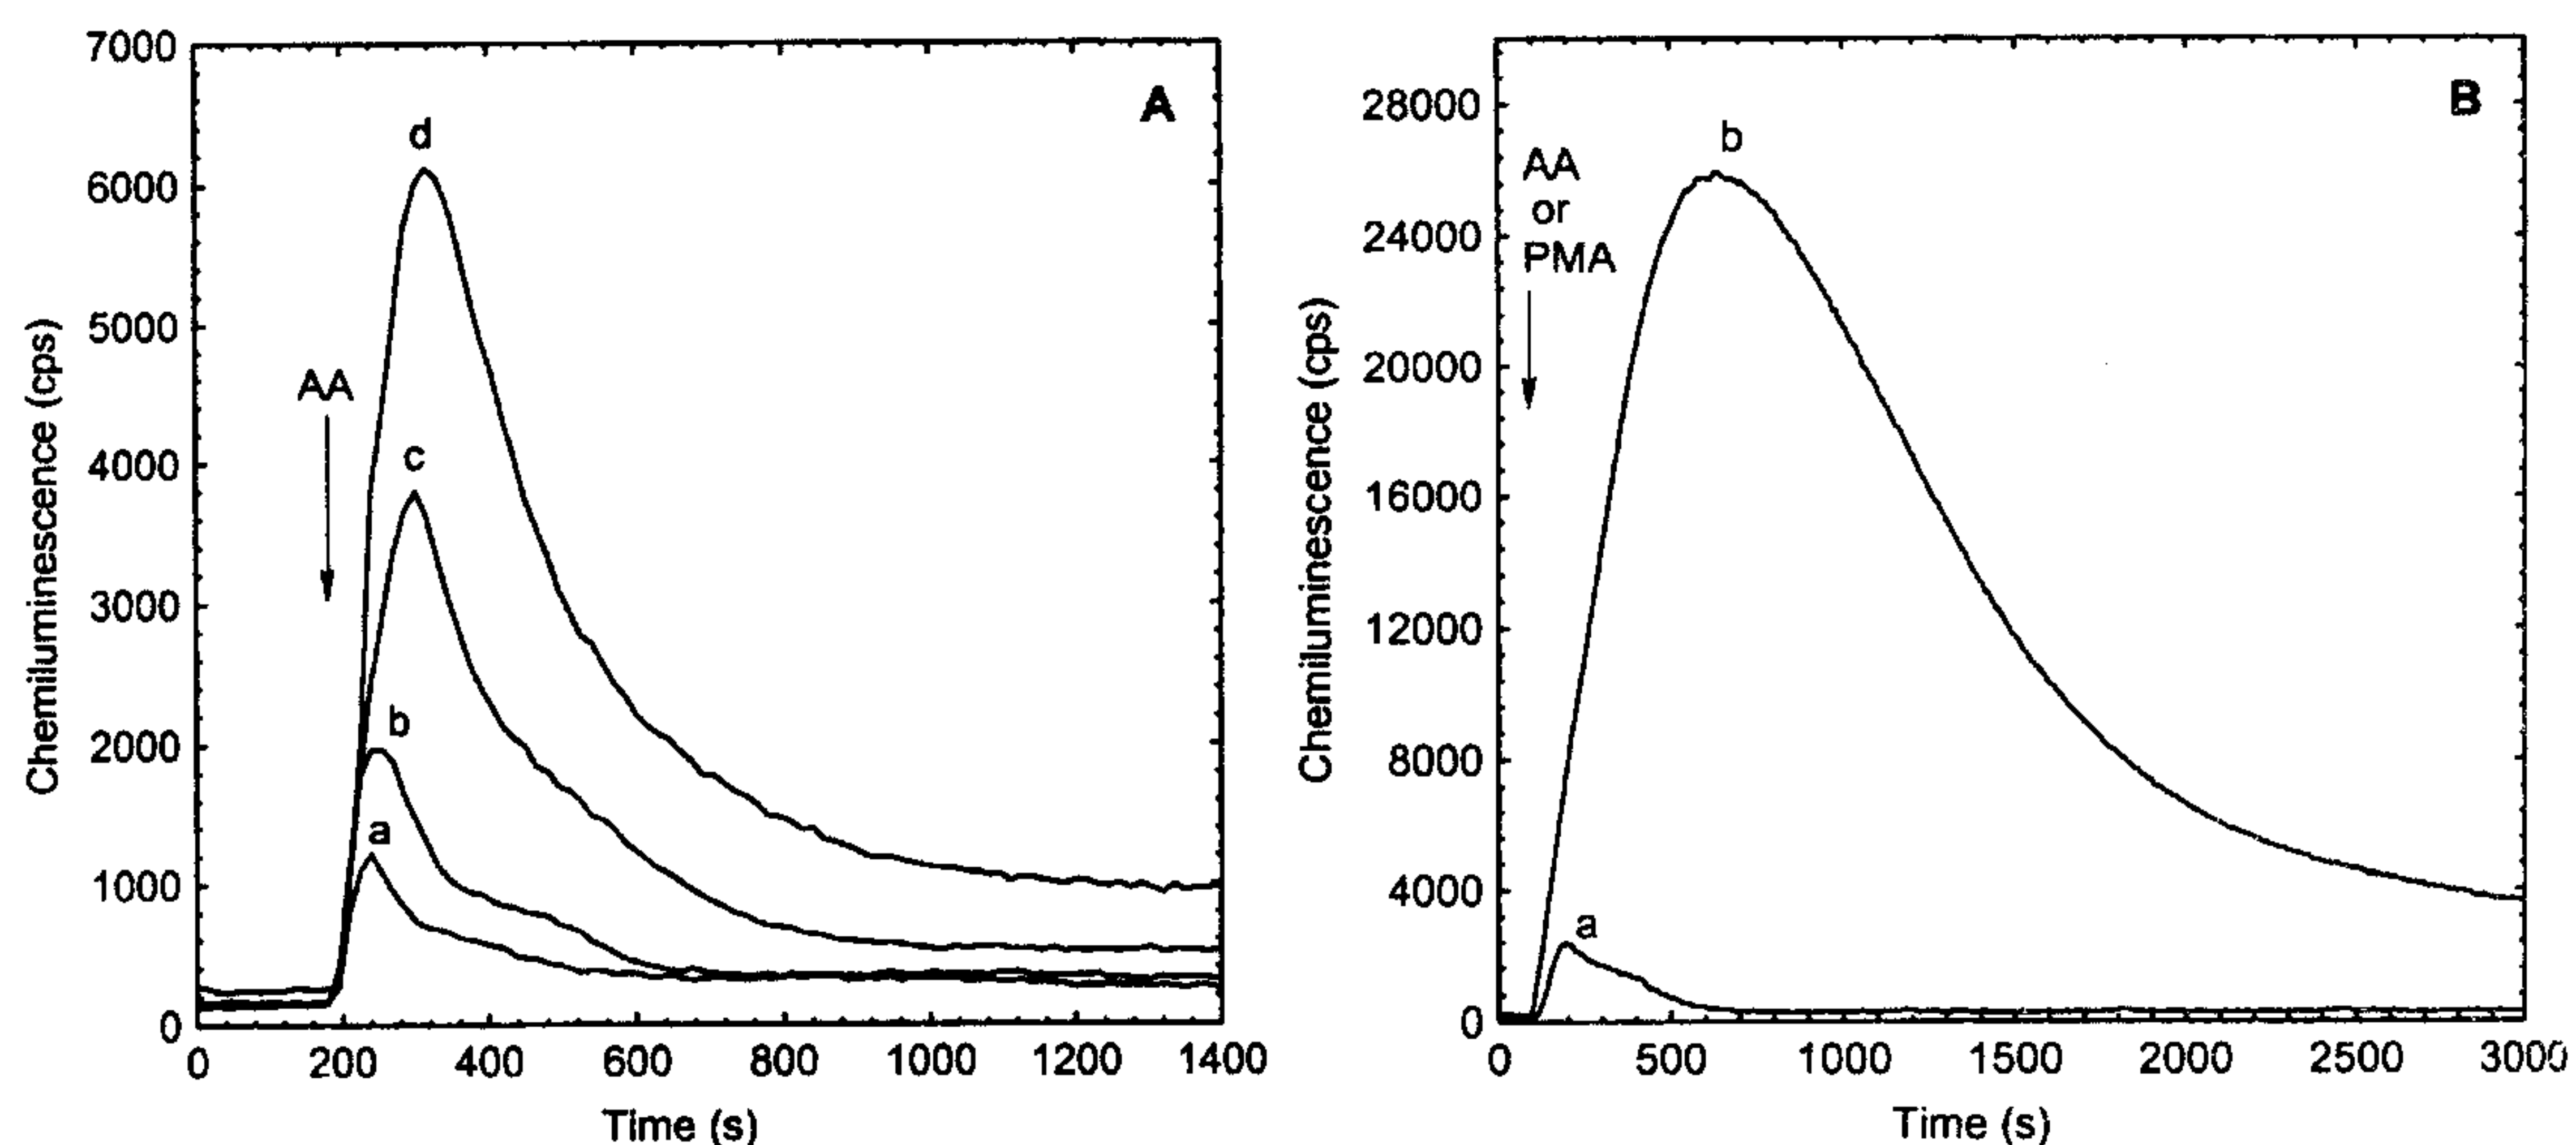 A
7000
6000
5000
4000
3000
2000
1000
0
Chemiluminescence (cps)
AA
d
c
b
a
0 200 400 600 800 1000 1200 1400
Time (s)
B
28000
24000
20000
16000
12000
8000
4000
0
Chemiluminescence (cps)
AA
or
PMA
b
a
0 500 1000 1500 2000 2500 3000
Time (s)